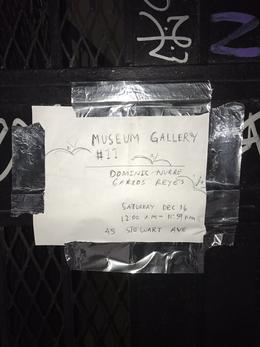 MUSEUM GALLERY
#11
DOMINIC NURRE
CARLOS REYES
SATURDAY DEC 16
12:00 AM - 11:59 PM
45 STEWART AVE